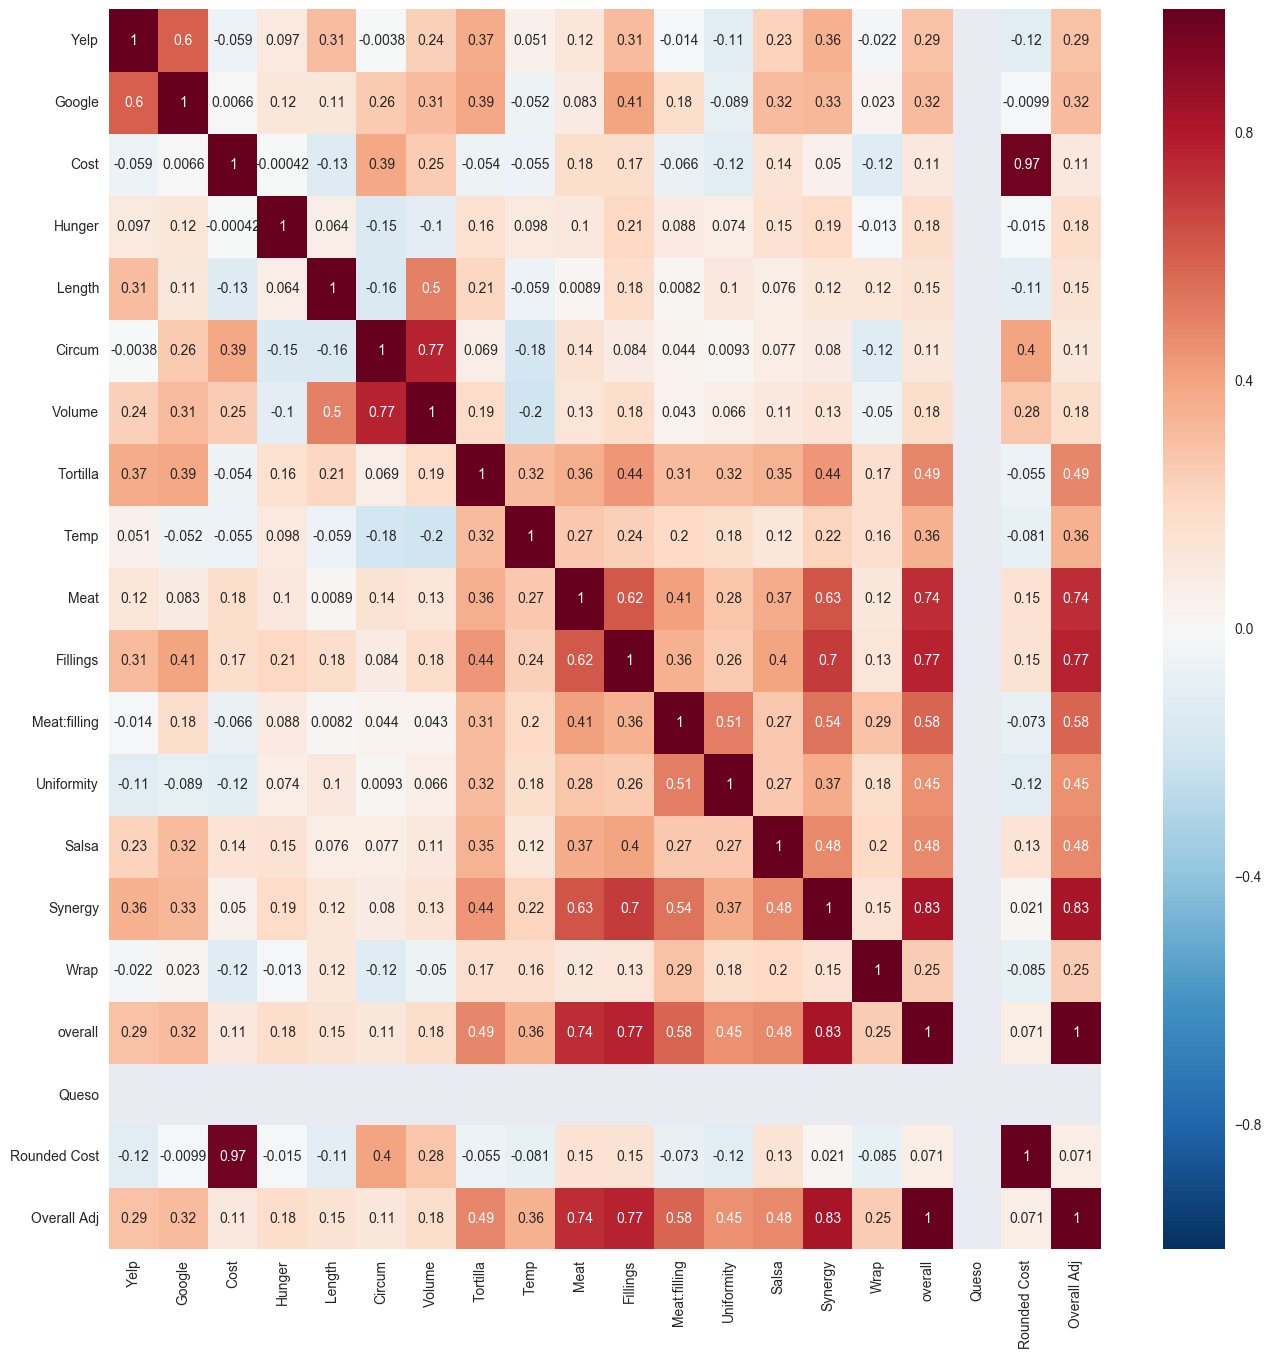 Yelp 1 0.6 -0.059 0.097 0.31 -0.0038 0.24 0.37 0.051 0.12 0.31 -0.014 -0.11 0.23 0.36 -0.022 0.29 -0.12 0.29
Google 0.6 1 0.0066 0.12 0.11 0.26 0.31 0.39 -0.052 0.083 0.41 0.18 -0.089 0.32 0.33 0.023 0.32 -0.0099 0.32
0.8
Cost -0.059 0.0066 1 -0.00042 -0.13 0.39 0.25 -0.054 -0.055 0.18 0.17 -0.066 -0.12 0.14 0.05 -0.12 0.11 0.97 0.11
Hunger 0.097 0.12 -0.00042 1 0.064 -0.15 -0.1 0.16 0.098 0.1 0.21 0.088 0.074 0.15 0.19 -0.013 0.18 -0.015 0.18
Length 0.31 0.11 -0.13 0.064 1 -0.16 0.5 0.21 -0.059 0.0089 0.18 0.0082 0.1 0.076 0.12 0.12 0.15 -0.11 0.15
Circum -0.0038 0.26 0.39 -0.15 -0.16 1 0.77 0.069 -0.18 0.14 0.084 0.044 0.0093 0.077 0.08 -0.12 0.11 0.4 0.11
0.4
Volume 0.24 0.31 0.25 -0.1 0.5 0.77 1 0.19 -0.2 0.13 0.18 0.043 0.066 0.11 0.13 -0.05 0.18 0.28 0.18
Tortilla 0.37 0.39 -0.054 0.16 0.21 0.069 0.19 1 0.32 0.36 0.44 0.31 0.32 0.35 0.44 0.17 0.49 -0.055 0.49
Temp 0.051 -0.052 -0.055 0.098 -0.059 -0.18 -0.2 0.32 1 0.27 0.24 0.2 0.18 0.12 0.22 0.16 0.36 -0.081 0.36
Meat 0.12 0.083 0.18 0.1 0.0089 0.14 0.13 0.36 0.27 1 0.62 0.41 0.28 0.37 0.63 0.12 0.74 0.15 0.74
0.0
Fillings 0.31 0.41 0.17 0.21 0.18 0.084 0.18 0.44 0.24 0.62 1 0.36 0.26 0.4 0.7 0.13 0.77 0.15 0.77
Meat:filling -0.014 0.18 -0.066 0.088 0.0082 0.044 0.043 0.31 0.2 0.41 0.36 1 0.51 0.27 0.54 0.29 0.58 -0.073 0.58
Uniformity -0.11 -0.089 -0.12 0.074 0.1 0.0093 0.066 0.32 0.18 0.28 0.26 0.51 1 0.27 0.37 0.18 0.45 -0.12 0.45
Salsa 0.23 0.32 0.14 0.15 0.076 0.077 0.11 0.35 0.12 0.37 0.4 0.27 0.27 1 0.48 0.2 0.48 0.13 0.48
−0.4
Synergy 0.36 0.33 0.05 0.19 0.12 0.08 0.13 0.44 0.22 0.63 0.7 0.54 0.37 0.48 1 0.15 0.83 0.021 0.83
Wrap -0.022 0.023 -0.12 -0.013 0.12 -0.12 -0.05 0.17 0.16 0.12 0.13 0.29 0.18 0.2 0.15 1 0.25 -0.085 0.25
overall 0.29 0.32 0.11 0.18 0.15 0.11 0.18 0.49 0.36 0.74 0.77 0.58 0.45 0.48 0.83 0.25 1 0.071 1
Queso
−0.8
Rounded Cost -0.12 -0.0099 0.97 -0.015 -0.11 0.4 0.28 -0.055 -0.081 0.15 0.15 -0.073 -0.12 0.13 0.021 -0.085 0.071 1 0.071
Overall Adj 0.29 0.32 0.11 0.18 0.15 0.11 0.18 0.49 0.36 0.74 0.77 0.58 0.45 0.48 0.83 0.25 1 0.071 1
Yelp Google Cost Hunger Length Circum Volume Tortilla Temp Meat Fillings Meat:filling Uniformity Salsa Synergy Wrap overall Queso Rounded Cost Overall Adj